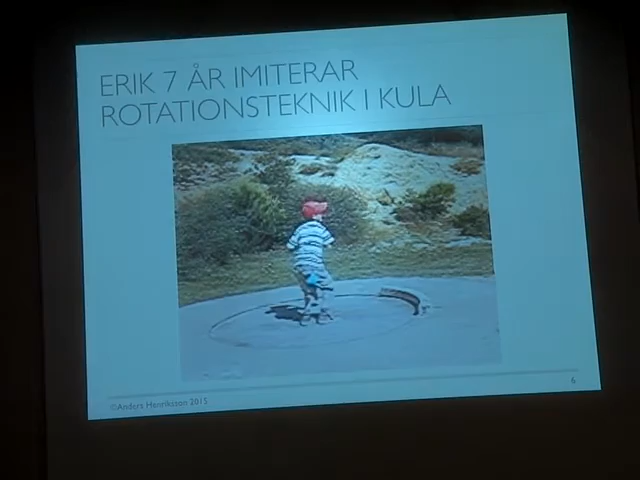 ERIK 7 ÅR IMITERAR
ROTATIONSTEKNIK I KULA
©Anders Henriksson 2015
6